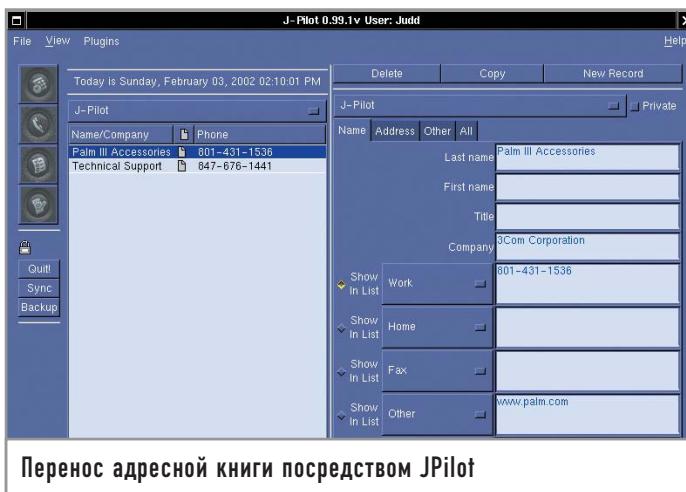 J-Pilot 0.99.1v User: Judd
File View Plugins Help
Today is Sunday, February 03, 2002 02:10:01 PM
J-Pilot
Name/Company Phone
Palm III Accessories 801-431-1536
Technical Support 847-676-1441
Quit!
Sync
Backup
Delete Copy New Record
J-Pilot Private
Name Address Other All
Last name Palm III Accessories
First name
Title
Company 3Com Corporation
Show In List Work 801-431-1536
Show In List Home
Show In List Fax
Show In List Other www.palm.com
Перенос адресной книги посредством JPilot